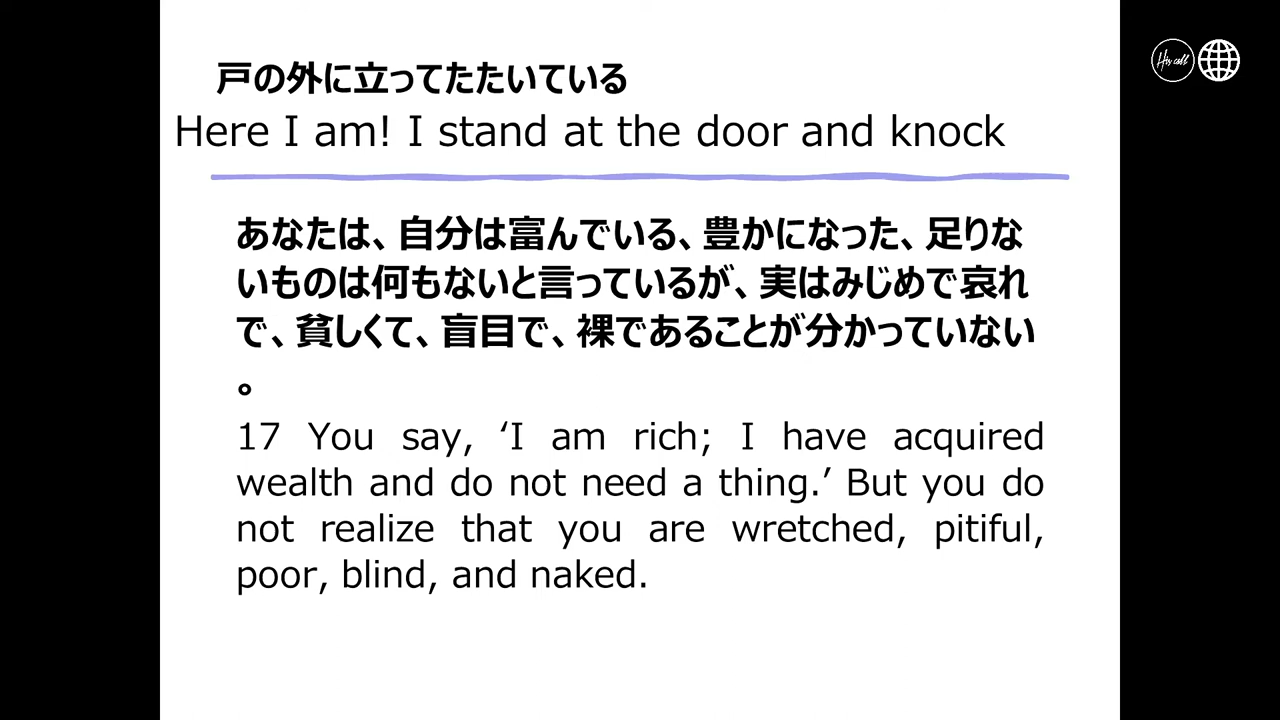 戸の外に立ってたたいている
Here I am! I stand at the door and knock
His call
あなたは、自分は富んでいる、豊かになった、足りな
いものは何もないと言っているが、実はみじめで哀れ
で、貧しくて、盲目で、裸であることが分かっていない
。
17 You say, ‘I am rich; I have acquired
wealth and do not need a thing.’ But you do
not realize that you are wretched, pitiful,
poor, blind, and naked.